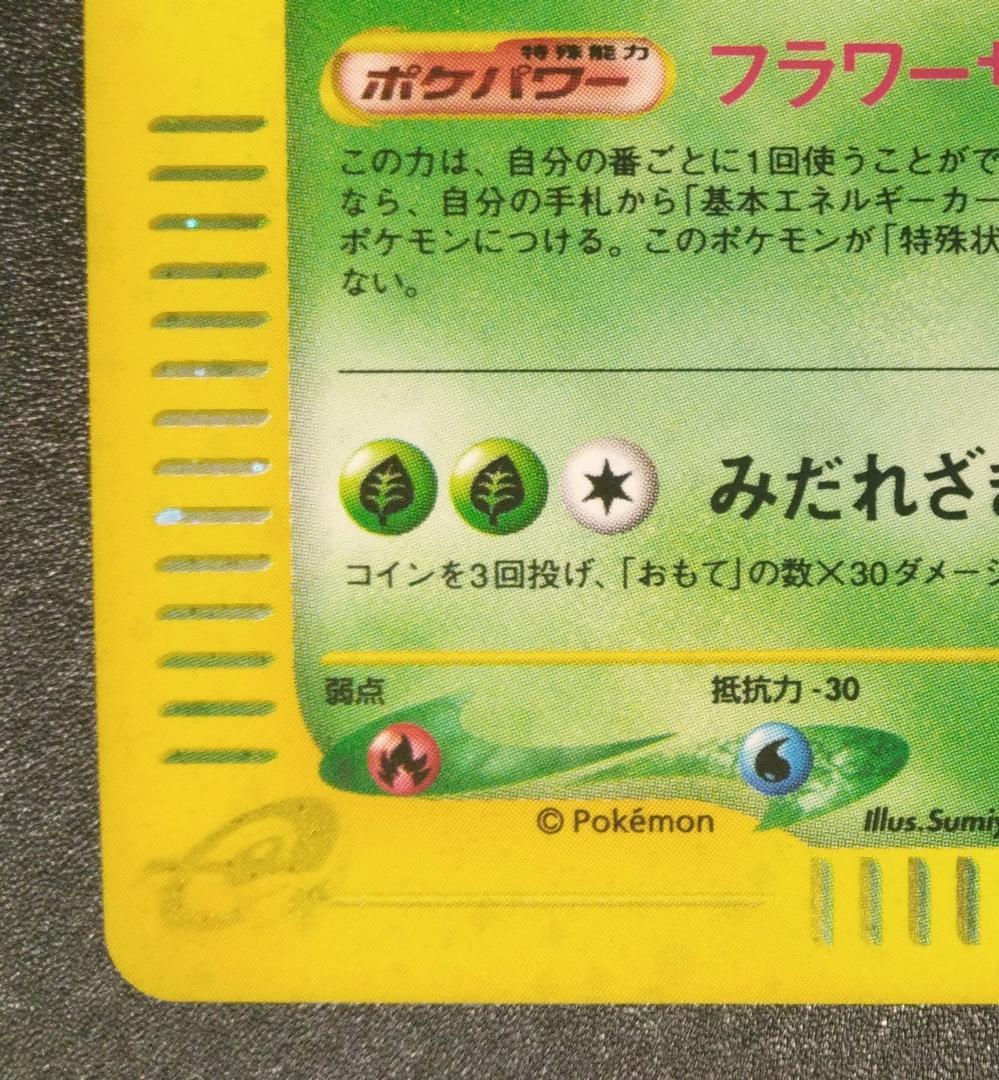 特殊能力
ポケパワー
フラワー
この力は、自分の番ごとに1回使うことがで
なら、自分の手札から「基本エネルギーカー
ポケモンにつける。このポケモンが「特殊状
ない。
みだれざ
コインを3回投げ、「おもて」の数×30ダメージ
弱点
抵抗力 -30
© Pokémon
Illus.Sumiy